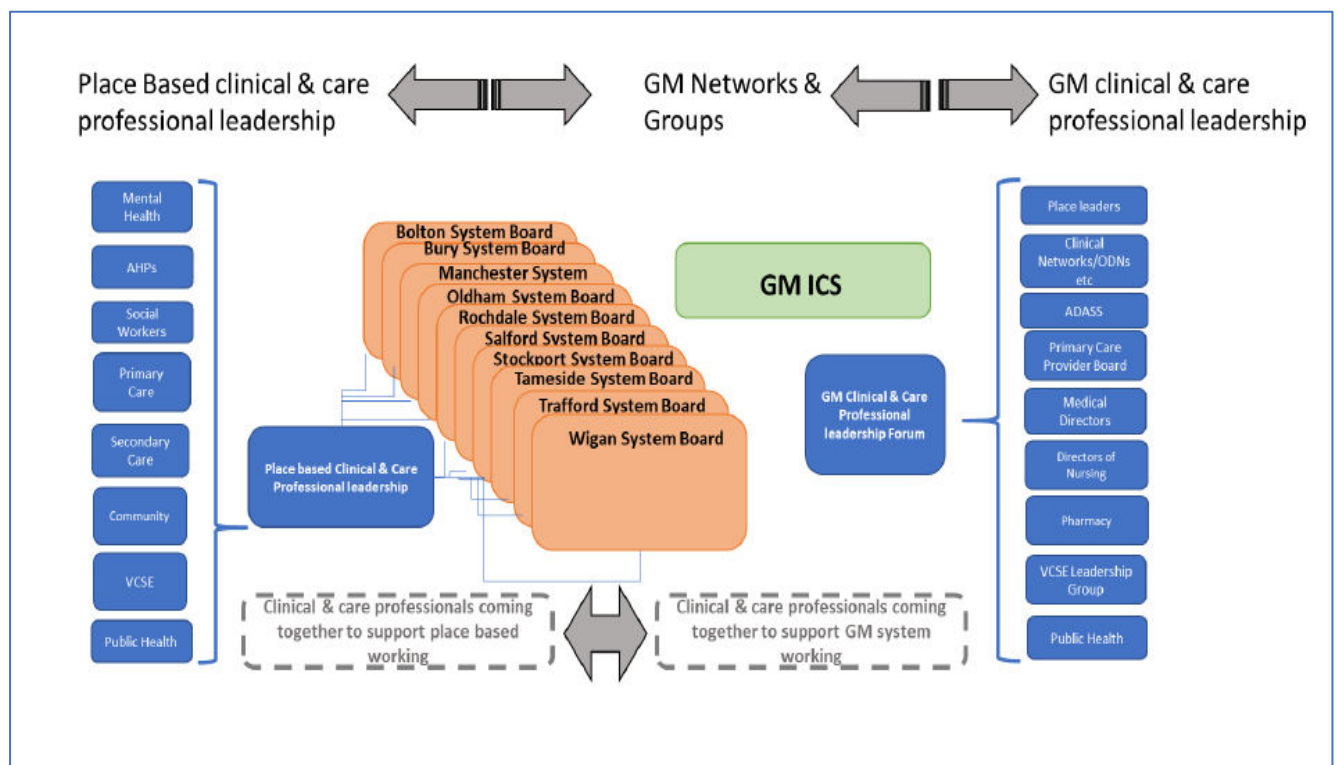 Place Based clinical & care
professional leadership
GM Networks &
Groups
GM clinical & care
professional leadership
Mental
Health
AHPs
Social
Workers
Primary
Care
Secondary
Care
Community
VCSE
Public Health
Place based Clinical & Care
Professional leadership
Bolton System Board
Bury System Board
Manchester System
Oldham System Board
Rochdale System Board
Salford System Board
Stockport System Board
Tameside System Board
Trafford System Board
Wigan System Board
GM ICS
GM Clinical & Care
Professional
leadership Forum
Place leaders
Clinical
Networks/ODNs
etc
ADASS
Primary Care
Provider Board
Medical
Directors
Directors of
Nursing
Pharmacy
VCSE Leadership
Group
Public Health
Clinical & care professionals coming
together to support place based
working
Clinical & care professionals coming
together to support GM system
working